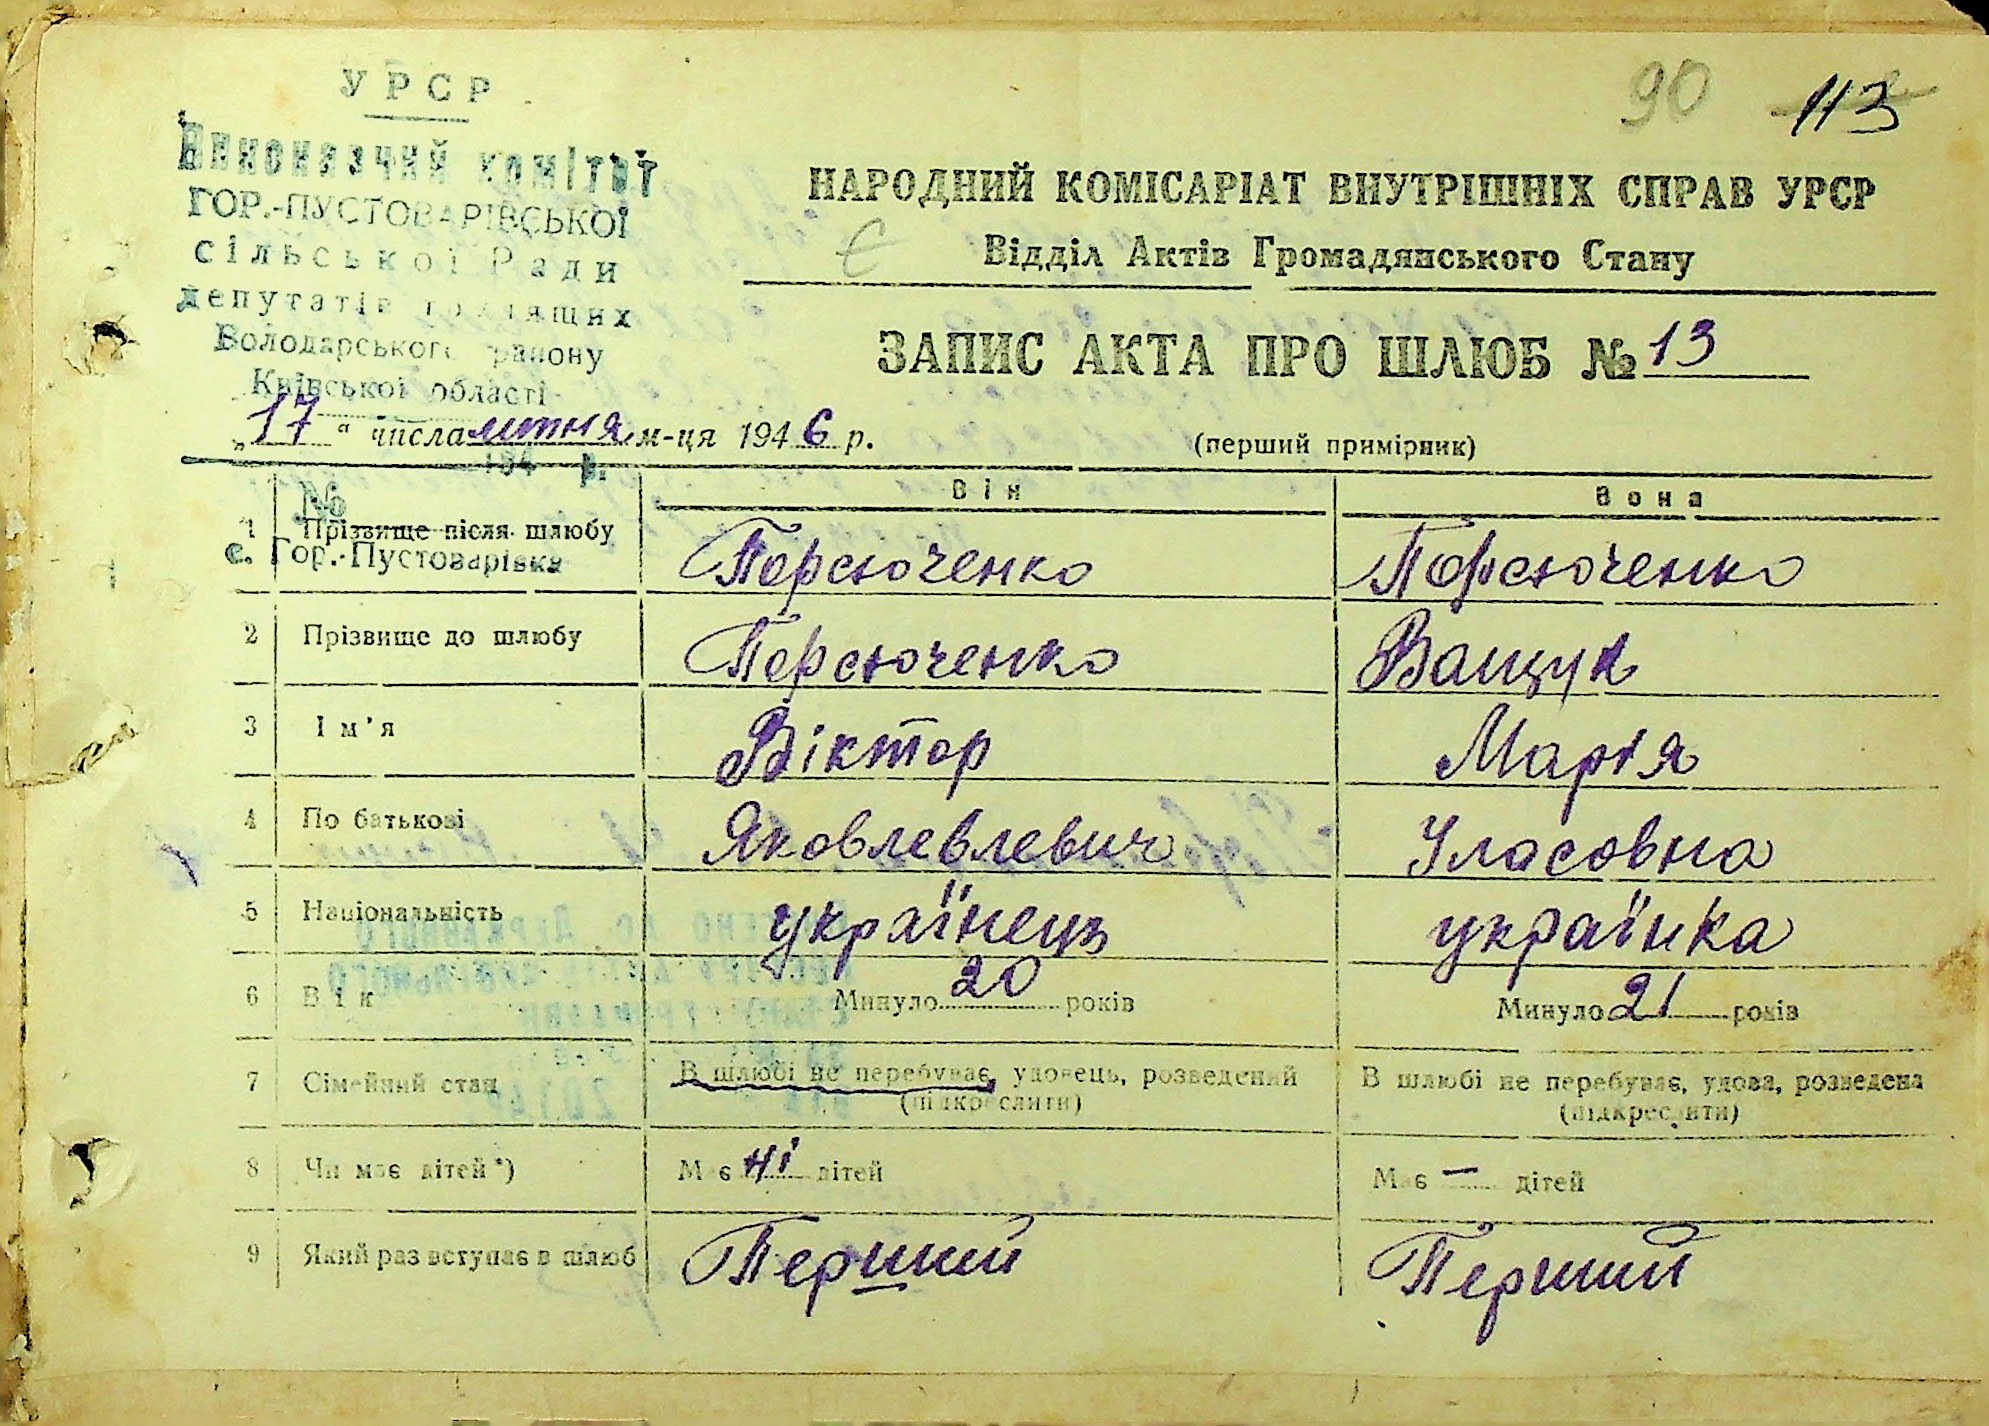 УРСР
Виконавчий комітет
ГОР.-ПУСТОВАРІВСЬКОЇ
сільської Ради
депутатів трудящих
Володарського району
Київської області
194 р.
№
с. Гор.-Пустоварівка
90 113
НАРОДНИЙ КОМІСАРІАТ ВНУТРІШНІХ СПРАВ УРСР
Є
Відділ Актів Громадянського Стану
ЗАПИС АКТА ПРО ШЛЮБ № 13
„17“ числа липня м-ця 1946 р.
(перший примірник)
Він Вона
1 Прізвище після шлюбу Персюченко Персюченко
2 Прізвище до шлюбу Персюченко Ващук
3 Ім'я Віктор Марія
4 По батькові Яковлевлевич Уласовна
5 Національність українець українка
6 Вік Минуло 20 років Минуло 21 років
7 Сімейний стан В шлюбі не перебуває, удовець, розведений В шлюбі не перебуває, удова, розведена
(підкреслити) (підкреслити)
8 Чи має дітей*) Має ні дітей Має — дітей
9 Який раз вступає в шлюб Перший Перший